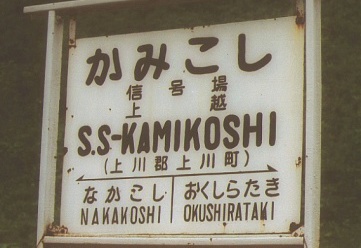 かみこし
信号場
上越
S.S-KAMIKOSHI
(上川郡上川町)
なかこし おくしらたき
NAKAKOSHI OKUSHIRATAKI